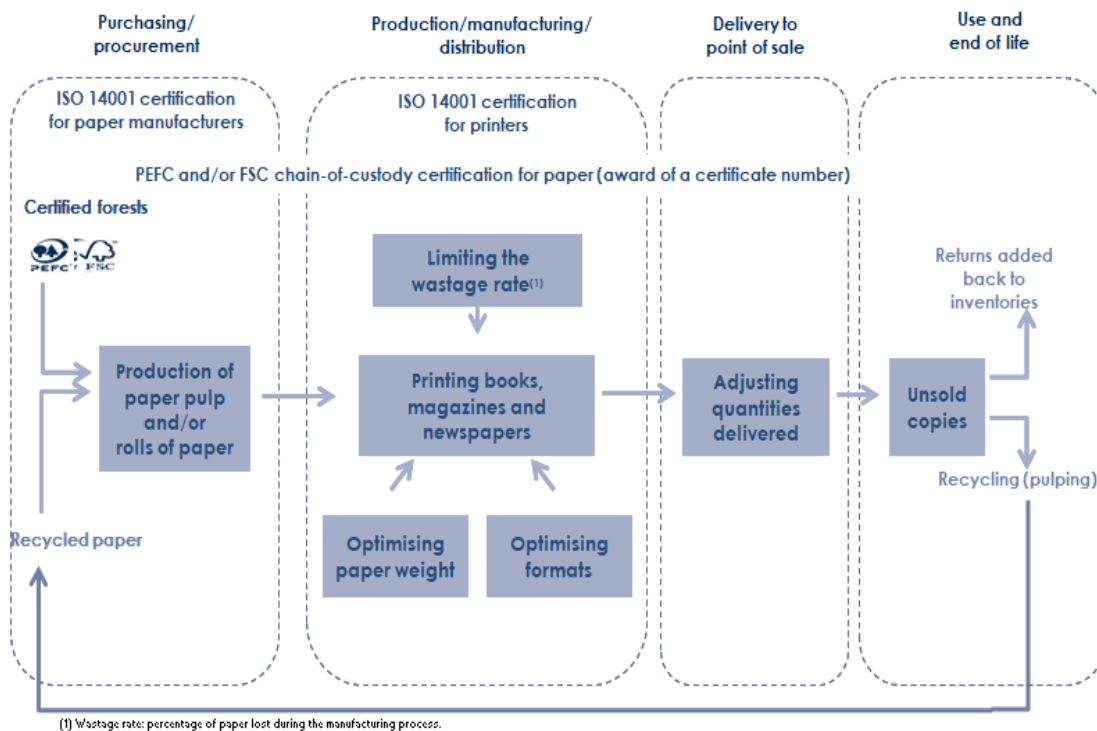 Purchasing/
procurement
Production/manufacturing/
distribution
Delivery to
point of sale
Use and
end of life
ISO 14001 certification
for paper manufacturers
ISO 14001 certification
for printers
PEFC and/or FSC chain-of-custody certification for paper (award of a certificate number)
Certified forests
PEFC
FSC
Limiting the
wastage rate(1)
Returns added
back to
inventories
Production of
paper pulp
and/or
rolls of paper
Printing books,
magazines and
newspapers
Adjusting
quantities
delivered
Unsold
copies
Recycling (pulping)
Recycled paper
Optimising
paper weight
Optimising
formats
(1) Wastage rate: percentage of paper lost during the manufacturing process.